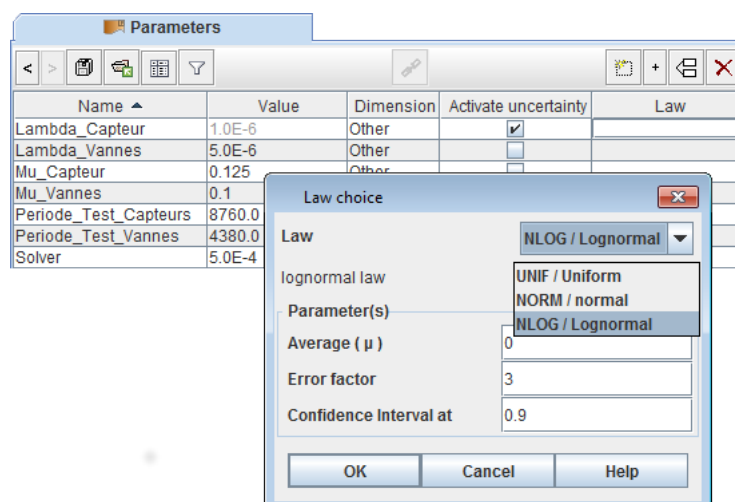 Parameters
< >
+
Name Value Dimension Activate uncertainty Law
Lambda_Capteur 1.0E-6 Other
Lambda_Vannes 5.0E-6 Other
Mu_Capteur 0.125 Other
Mu_Vannes 0.1
Periode_Test_Capteurs 8760.0
Periode_Test_Vannes 4380.0
Solver 5.0E-4
Law choice
Law NLOG / Lognormal
UNIF / Uniform
NORM / normal
NLOG / Lognormal
lognormal law
Parameter(s)
Average ( μ ) 0
Error factor 3
Confidence Interval at 0.9
OK Cancel Help